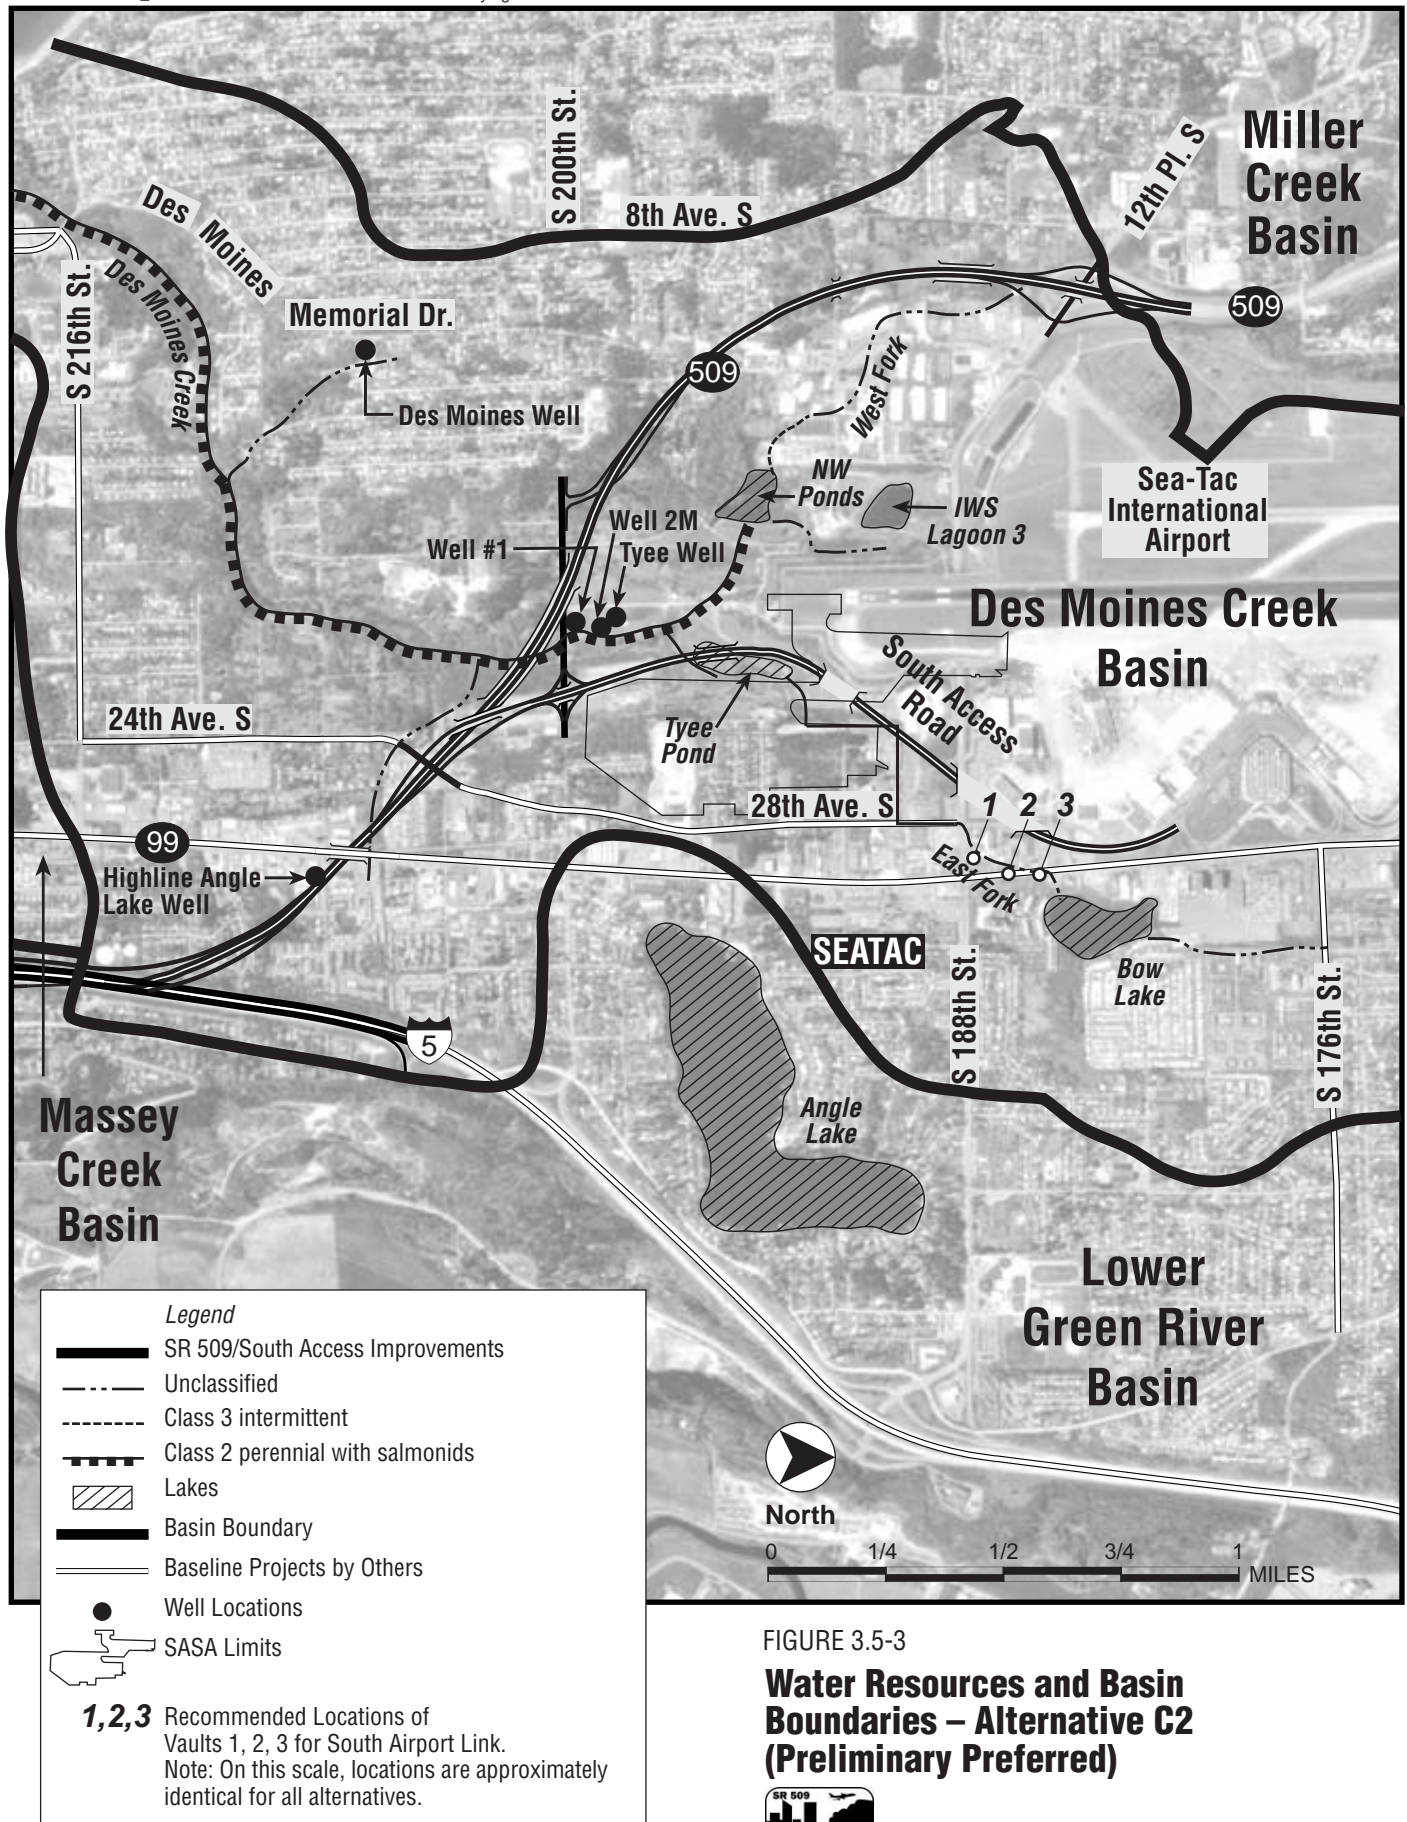 Miller
Creek
Basin
12th Pl. S
S 200th St.
8th Ave. S
Des Moines
Des Moines Creek
S 216th St.
Memorial Dr.
509
509
Des Moines Well
West Fork
NW
Ponds
IWS
Lagoon 3
Sea-Tac
International
Airport
Well 2M
Well #1
Tyee Well
Des Moines Creek
Basin
South Access
Road
24th Ave. S
Tyee
Pond
28th Ave. S
1 2 3
99
East Fork
Highline Angle
Lake Well
SEATAC
S 188th St.
Bow
Lake
S 176th St.
5
Massey
Creek
Basin
Angle
Lake
Lower
Green River
Basin
Legend
SR 509/South Access Improvements
Unclassified
Class 3 intermittent
Class 2 perennial with salmonids
Lakes
Basin Boundary
Baseline Projects by Others
Well Locations
SASA Limits
1,2,3 Recommended Locations of
Vaults 1, 2, 3 for South Airport Link.
Note: On this scale, locations are approximately
identical for all alternatives.
North
0 1/4 1/2 3/4 1
MILES
FIGURE 3.5-3
Water Resources and Basin
Boundaries – Alternative C2
(Preliminary Preferred)
SR 509